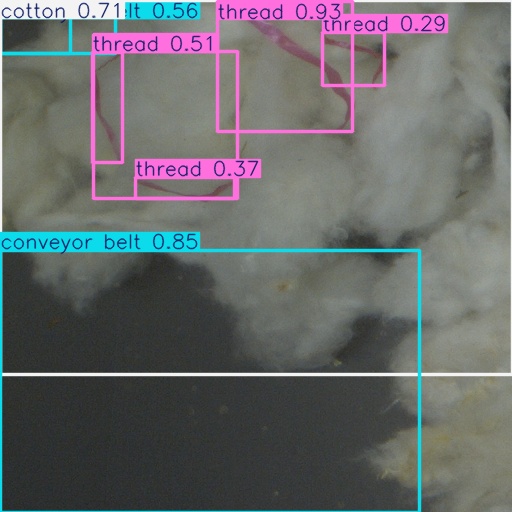 cotton 0.71
lt 0.56
thread 0.93
thread 0.29
thread 0.51
thread 0.37
conveyor belt 0.85